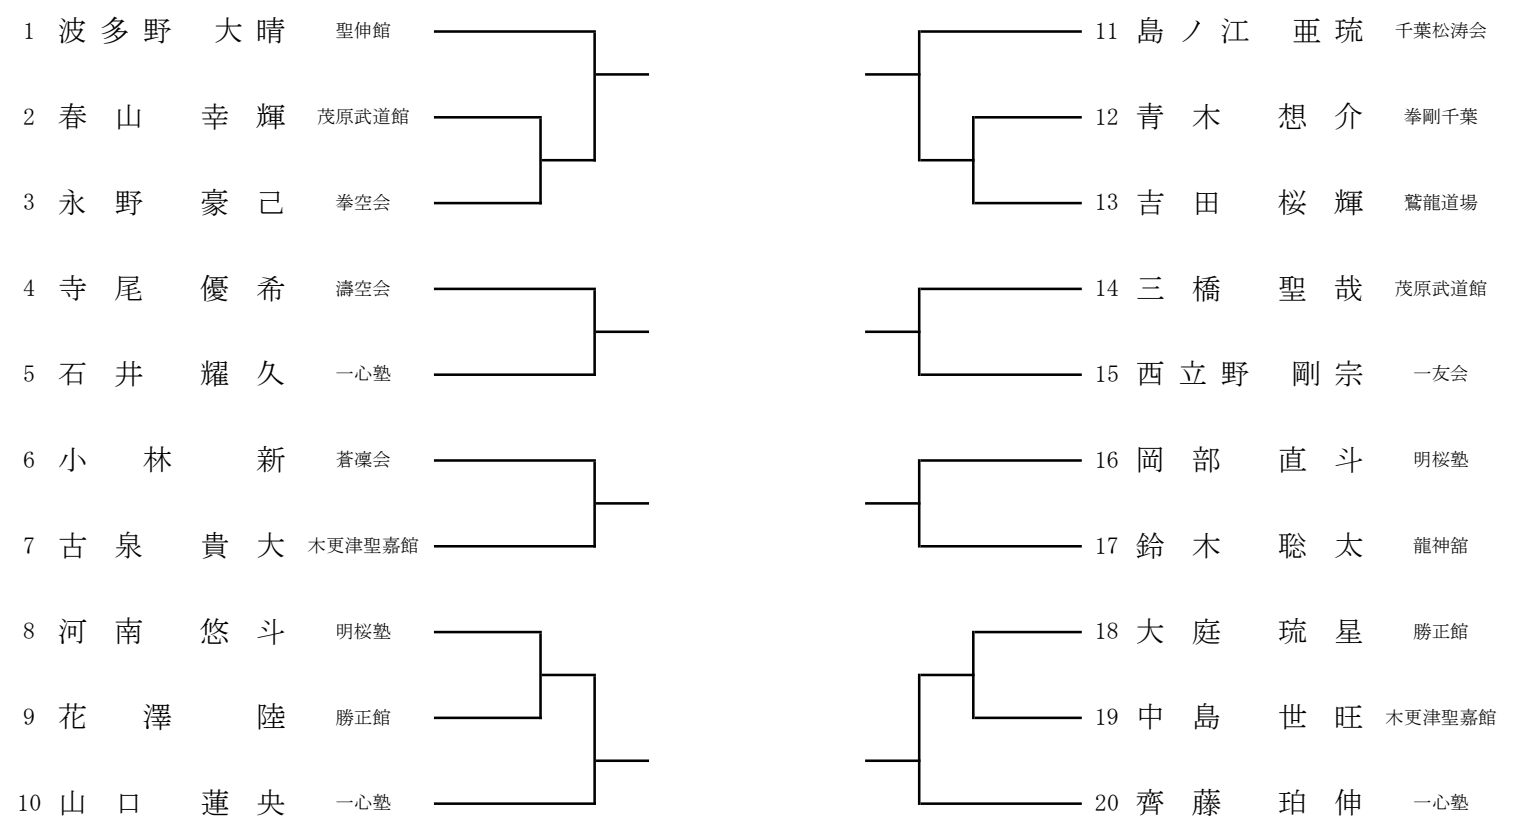 1 波多野 大晴 聖伸館
2 春山 幸輝 茂原武道館
3 永野 豪己 拳空会
4 寺尾 優希 濤空会
5 石井 耀久 一心塾
6 小林 新 蒼凜会
7 古泉 貴大 木更津聖嘉館
8 河南 悠斗 明桜塾
9 花澤 陸 勝正館
10 山口 蓮央 一心塾
11 島ノ江 亜琉 千葉松涛会
12 青木 想介 拳剛千葉
13 吉田 桜輝 鷲龍道場
14 三橋 聖哉 茂原武道館
15 西立野 剛宗 一友会
16 岡部 直斗 明桜塾
17 鈴木 聡太 龍神舘
18 大庭 琉星 勝正館
19 中島 世旺 木更津聖嘉館
20 齊藤 珀伸 一心塾